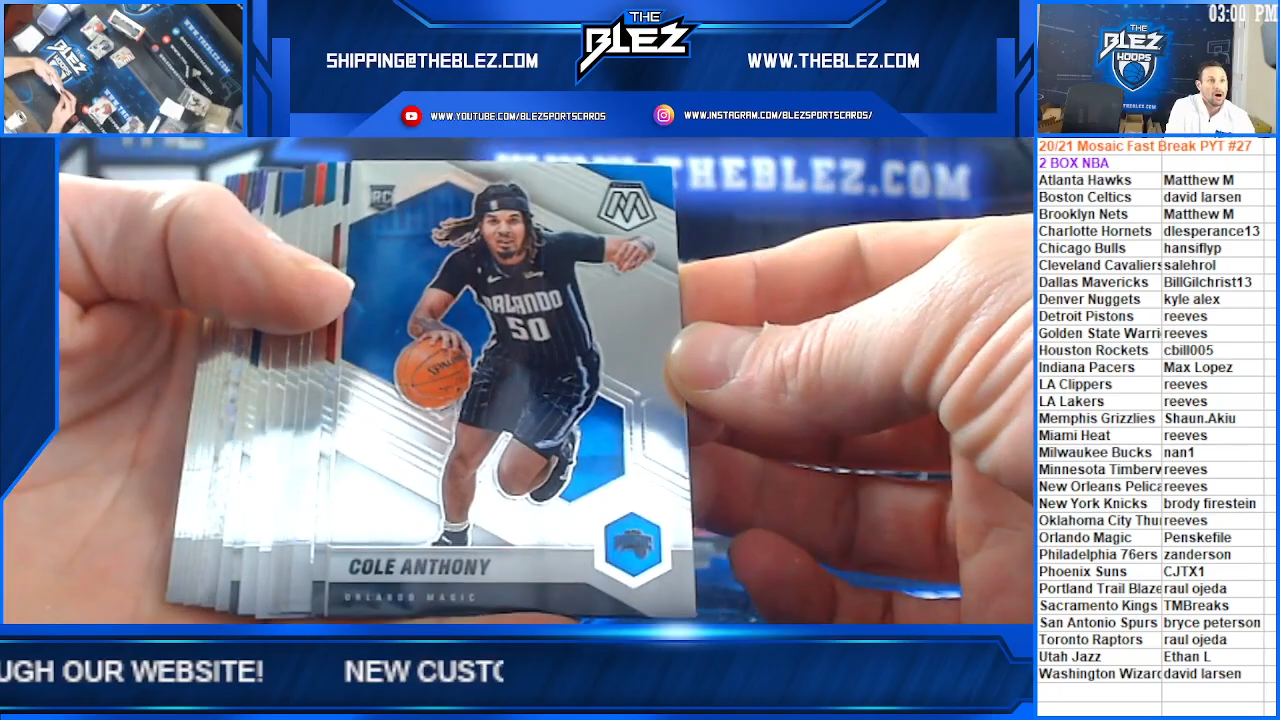 THE
BLEZ
SHIPPING@THEBLEZ.COM
WWW.THEBLEZ.COM
WWW.YOUTUBE.COM/BLEZSPORTSCARDS
WWW.INSTAGRAM.COM/BLEZSPORTSCARDS/
03:00 PM
THE
BLEZ
HOOPS
THEBLEZ.COM
RC
M
ORLANDO
50
SPALDING
COLE ANTHONY
ORLANDO MAGIC
UGH OUR WEBSITE! NEW CUSTO
20/21 Mosaic Fast Break PYT #27
2 BOX NBA
Atlanta Hawks Matthew M
Boston Celtics david larsen
Brooklyn Nets Matthew M
Charlotte Hornets dlesperance13
Chicago Bulls hansiflyp
Cleveland Cavaliers salehrol
Dallas Mavericks BillGilchrist13
Denver Nuggets kyle alex
Detroit Pistons reeves
Golden State Warri reeves
Houston Rockets cbill005
Indiana Pacers Max Lopez
LA Clippers reeves
LA Lakers reeves
Memphis Grizzlies Shaun.Akiu
Miami Heat reeves
Milwaukee Bucks nan1
Minnesota Timberw reeves
New Orleans Pelica reeves
New York Knicks brody firestein
Oklahoma City Thu reeves
Orlando Magic Penskefile
Philadelphia 76ers zanderson
Phoenix Suns CJTX1
Portland Trail Blaze raul ojeda
Sacramento Kings TMBreaks
San Antonio Spurs bryce peterson
Toronto Raptors raul ojeda
Utah Jazz Ethan L
Washington Wizard david larsen